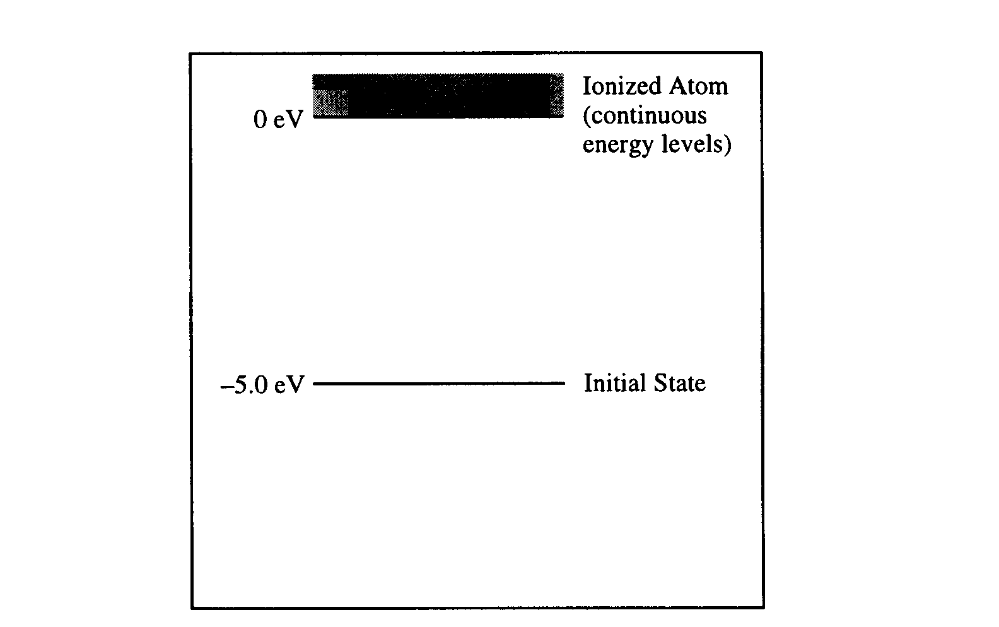 Ionized Atom
0 eV (continuous
energy levels)
–5.0 eV Initial State